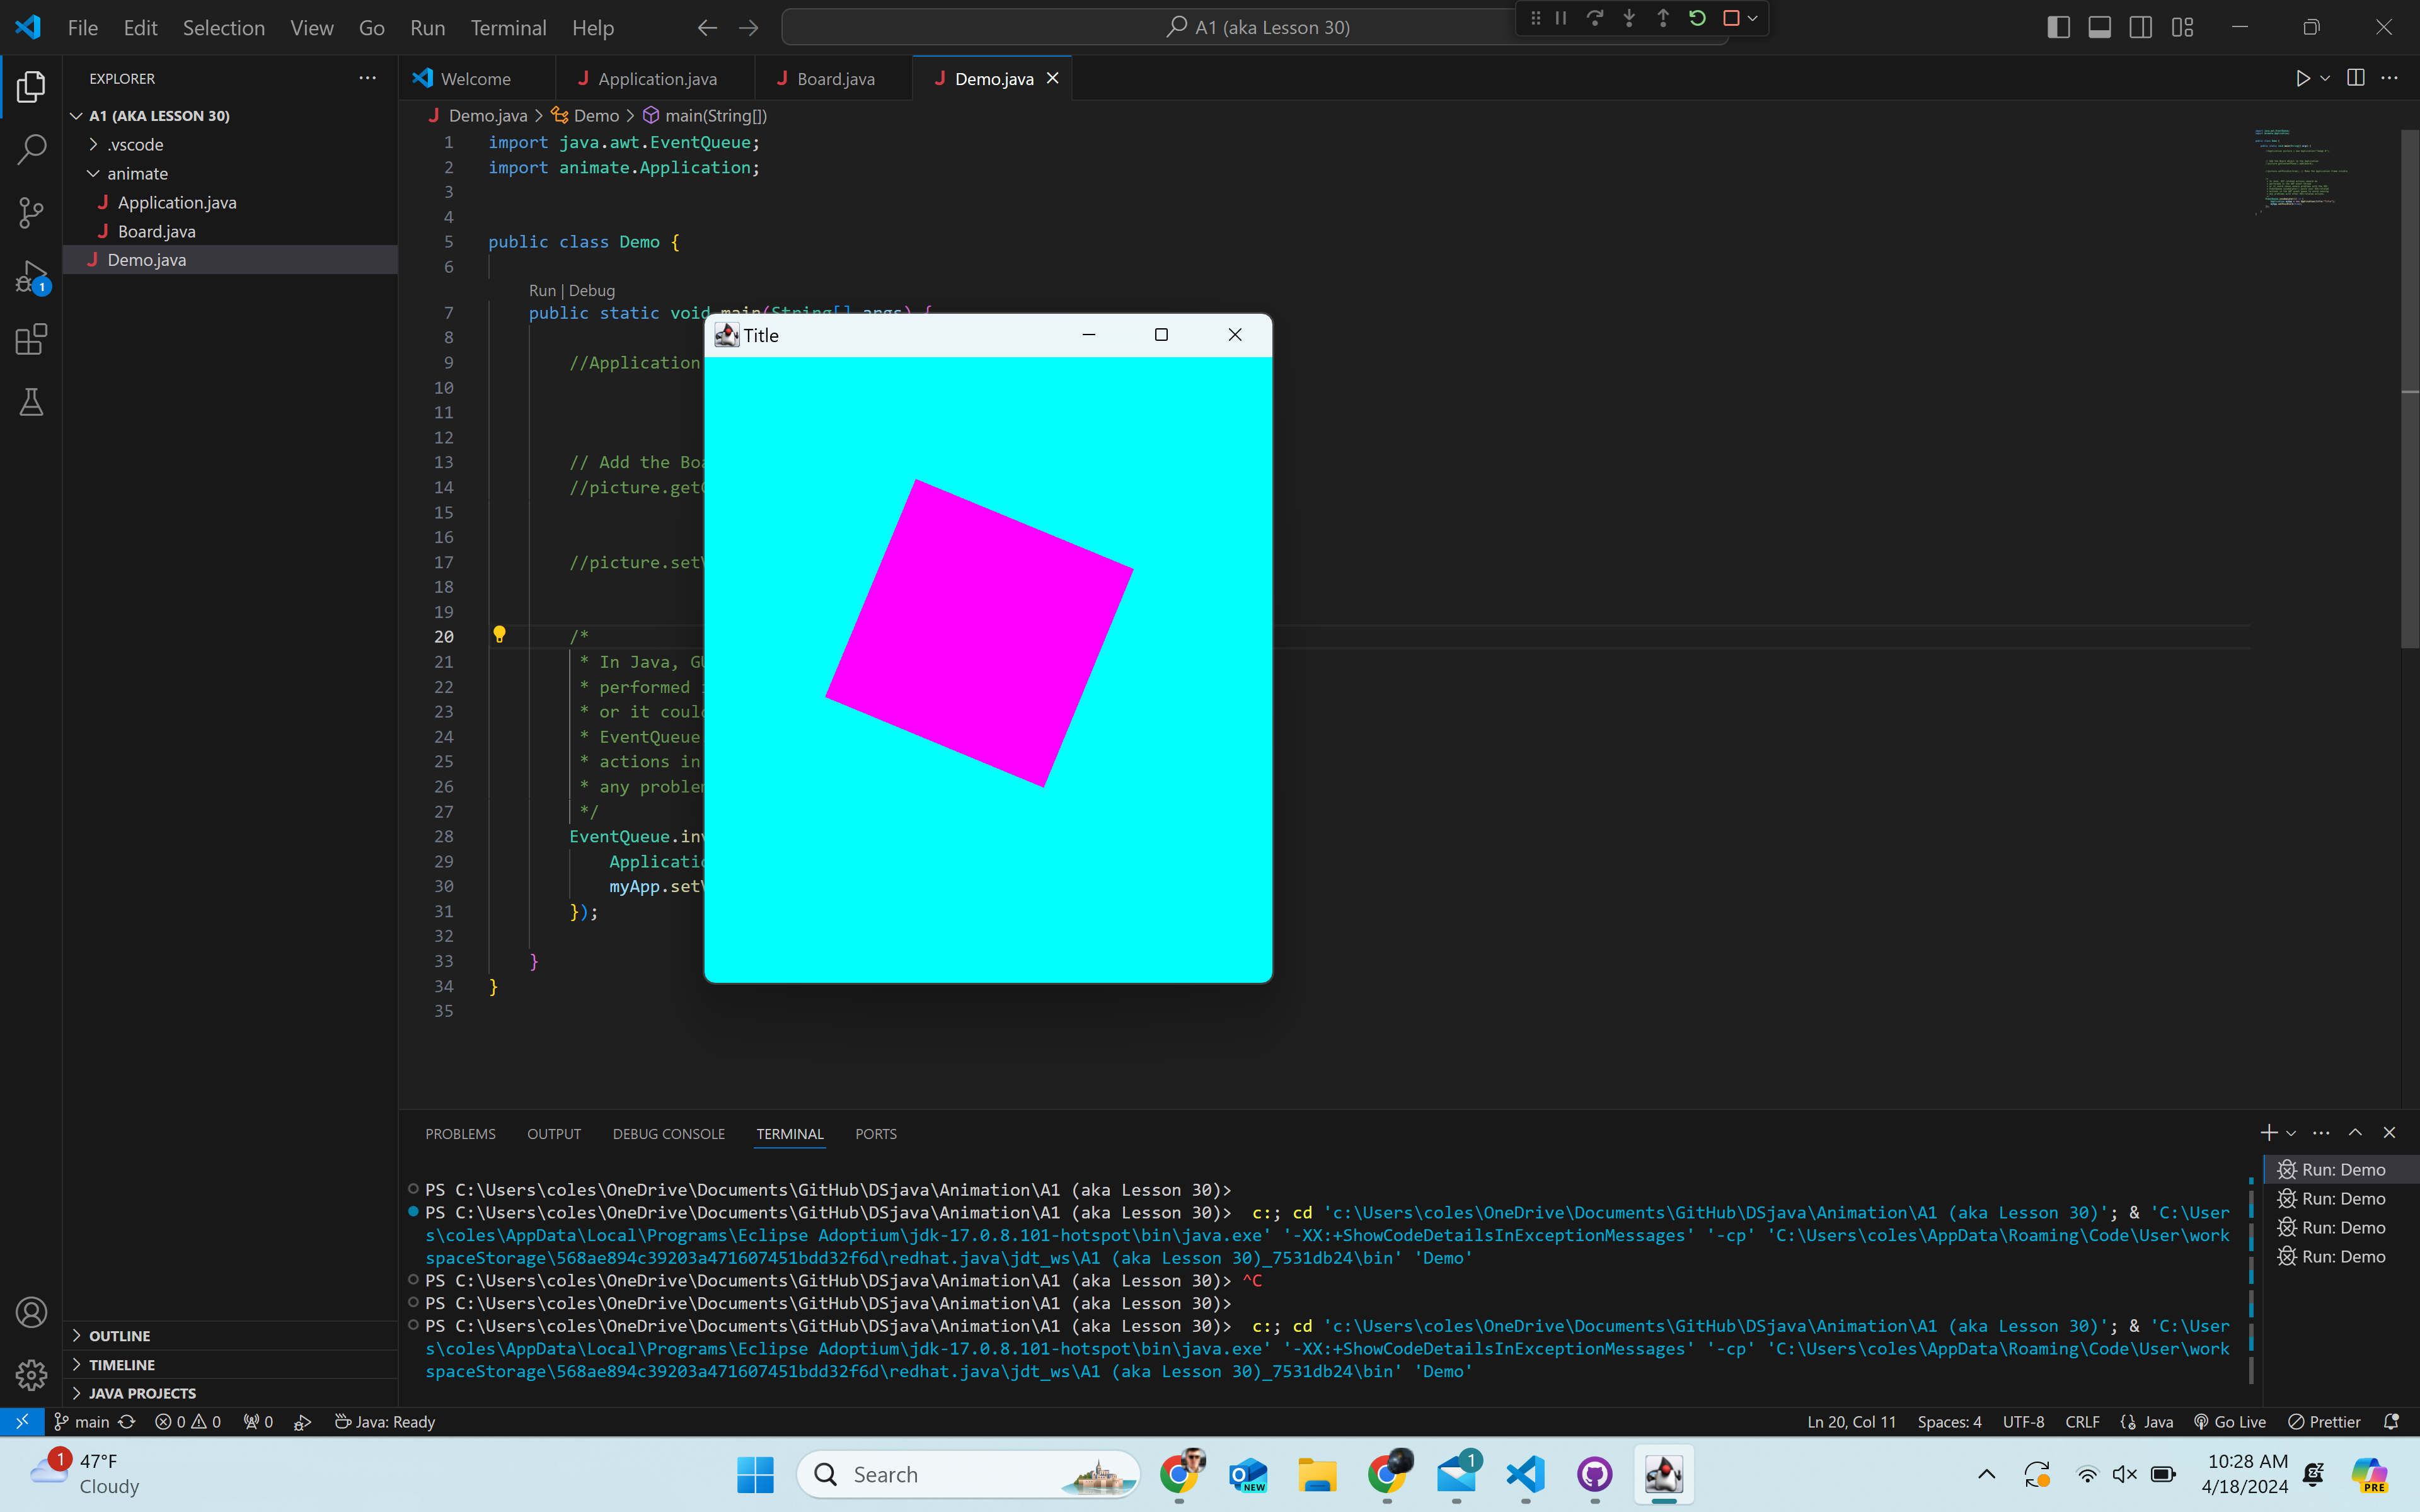 File Edit Selection View Go Run Terminal Help
A1 (aka Lesson 30)
EXPLORER
A1 (AKA LESSON 30)
.vscode
animate
J Application.java
J Board.java
J Demo.java
1
OUTLINE
TIMELINE
JAVA PROJECTS
Welcome
J Application.java
J Board.java
J Demo.java
J Demo.java > Demo > main(String[])
1 import java.awt.EventQueue;
2 import animate.Application;
3
4
5 public class Demo {
6
Run | Debug
7 public static void main(String[] args) {
8
9 //Application
10
11
12
13 // Add the Boa
14 //picture.get
15
16
17 //picture.set
18
19
20 /*
21 * In Java, GU
22 * performed
23 * or it coul
24 * EventQueue
25 * actions in
26 * any problem
27 */
28 EventQueue.inv
29 Applicatio
30 myApp.set
31 });
32
33 }
34 }
35
Title
PROBLEMS OUTPUT DEBUG CONSOLE TERMINAL PORTS
PS C:\Users\coles\OneDrive\Documents\GitHub\DSjava\Animation\A1 (aka Lesson 30)>
PS C:\Users\coles\OneDrive\Documents\GitHub\DSjava\Animation\A1 (aka Lesson 30)> c:; cd 'c:\Users\coles\OneDrive\Documents\GitHub\DSjava\Animation\A1 (aka Lesson 30)'; & 'C:\User
s\coles\AppData\Local\Programs\Eclipse Adoptium\jdk-17.0.8.101-hotspot\bin\java.exe' '-XX:+ShowCodeDetailsInExceptionMessages' '-cp' 'C:\Users\coles\AppData\Roaming\Code\User\work
spaceStorage\568ae894c39203a471607451bdd32f6d\redhat.java\jdt_ws\A1 (aka Lesson 30)_7531db24\bin' 'Demo'
PS C:\Users\coles\OneDrive\Documents\GitHub\DSjava\Animation\A1 (aka Lesson 30)> ^C
PS C:\Users\coles\OneDrive\Documents\GitHub\DSjava\Animation\A1 (aka Lesson 30)>
PS C:\Users\coles\OneDrive\Documents\GitHub\DSjava\Animation\A1 (aka Lesson 30)> c:; cd 'c:\Users\coles\OneDrive\Documents\GitHub\DSjava\Animation\A1 (aka Lesson 30)'; & 'C:\User
s\coles\AppData\Local\Programs\Eclipse Adoptium\jdk-17.0.8.101-hotspot\bin\java.exe' '-XX:+ShowCodeDetailsInExceptionMessages' '-cp' 'C:\Users\coles\AppData\Roaming\Code\User\work
spaceStorage\568ae894c39203a471607451bdd32f6d\redhat.java\jdt_ws\A1 (aka Lesson 30)_7531db24\bin' 'Demo'
Run: Demo
Run: Demo
Run: Demo
Run: Demo
main 0 0 0 Java: Ready
Ln 20, Col 11 Spaces: 4 UTF-8 CRLF Java Go Live Prettier
1
47°F
Cloudy
Search
NEW
1
10:28 AM
4/18/2024
PRE